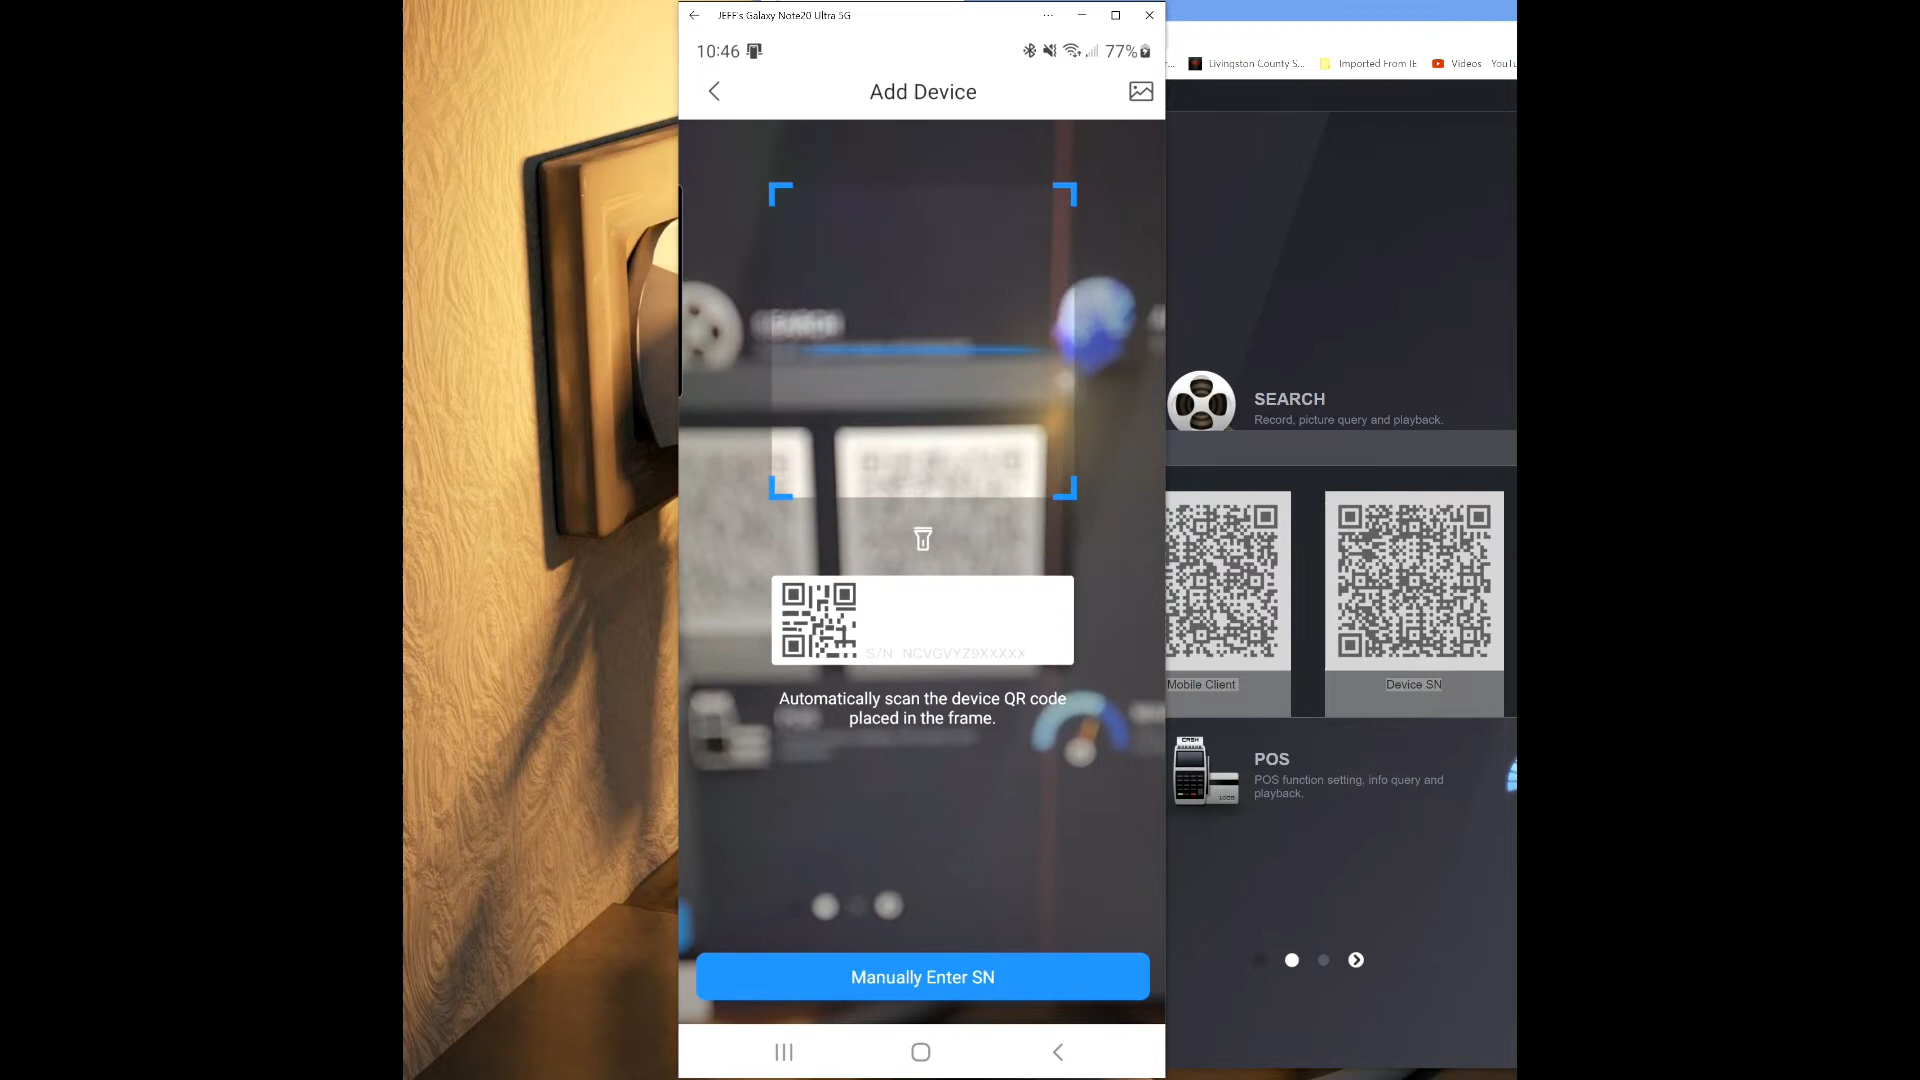 JEFF's Galaxy Note20 Ultra 5G
10:46
77%
Add Device
S/N NCVGVYZ9XXXXX
Automatically scan the device QR code
placed in the frame.
Manually Enter SN
Livingston County S...
Imported From IE
Videos
SEARCH
Record, picture query and playback.
Mobile Client
Device SN
CASH
POS
POS function setting, info query and
playback.